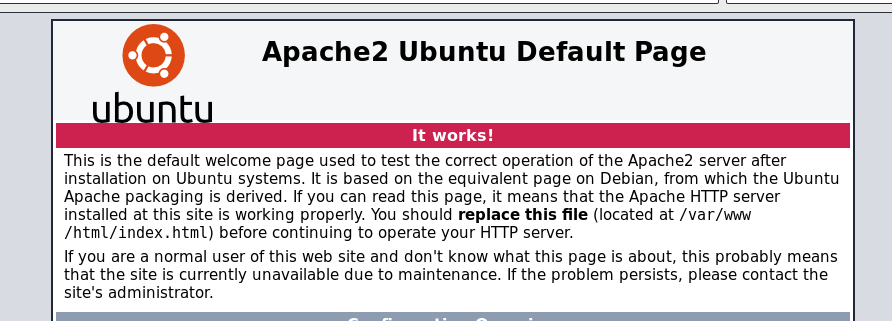 Apache2 Ubuntu Default Page
ubuntu
It works!
This is the default welcome page used to test the correct operation of the Apache2 server after
installation on Ubuntu systems. It is based on the equivalent page on Debian, from which the Ubuntu
Apache packaging is derived. If you can read this page, it means that the Apache HTTP server
installed at this site is working properly. You should replace this file (located at /var/www
/html/index.html) before continuing to operate your HTTP server.
If you are a normal user of this web site and don't know what this page is about, this probably means
that the site is currently unavailable due to maintenance. If the problem persists, please contact the
site's administrator.